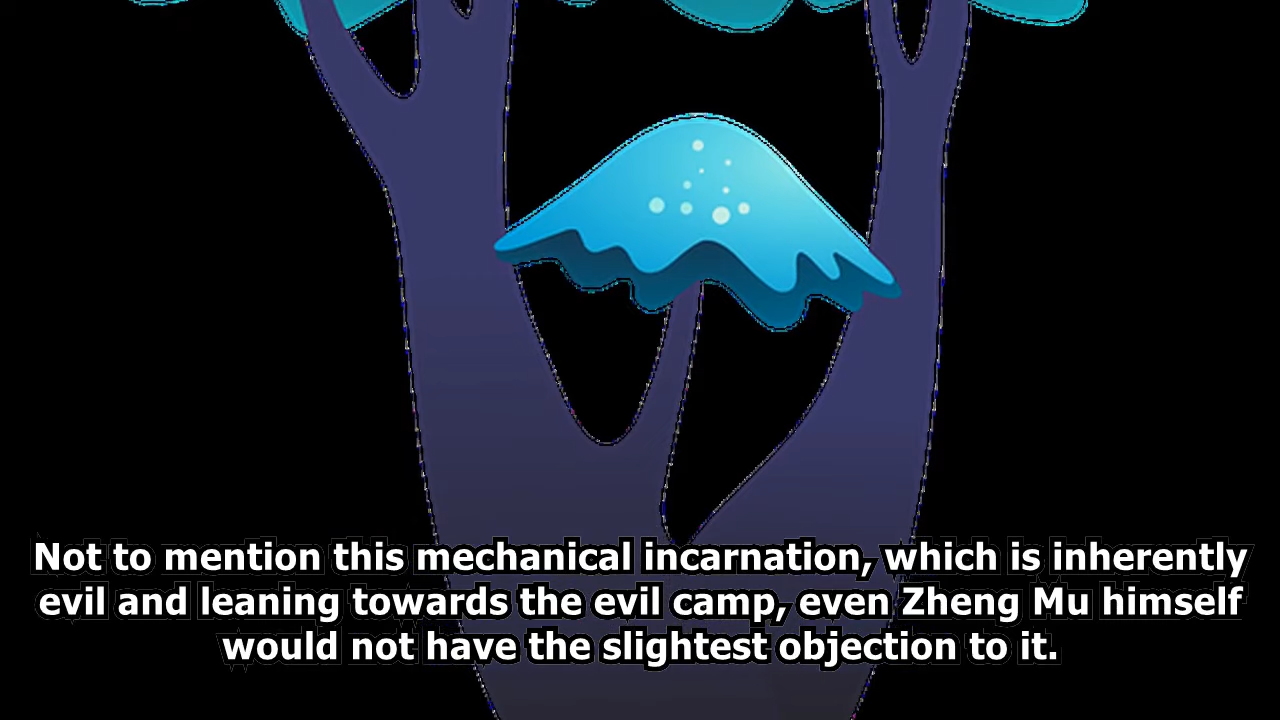 Not to mention this mechanical incarnation, which is inherently
evil and leaning towards the evil camp, even Zheng Mu himself
would not have the slightest objection to it.